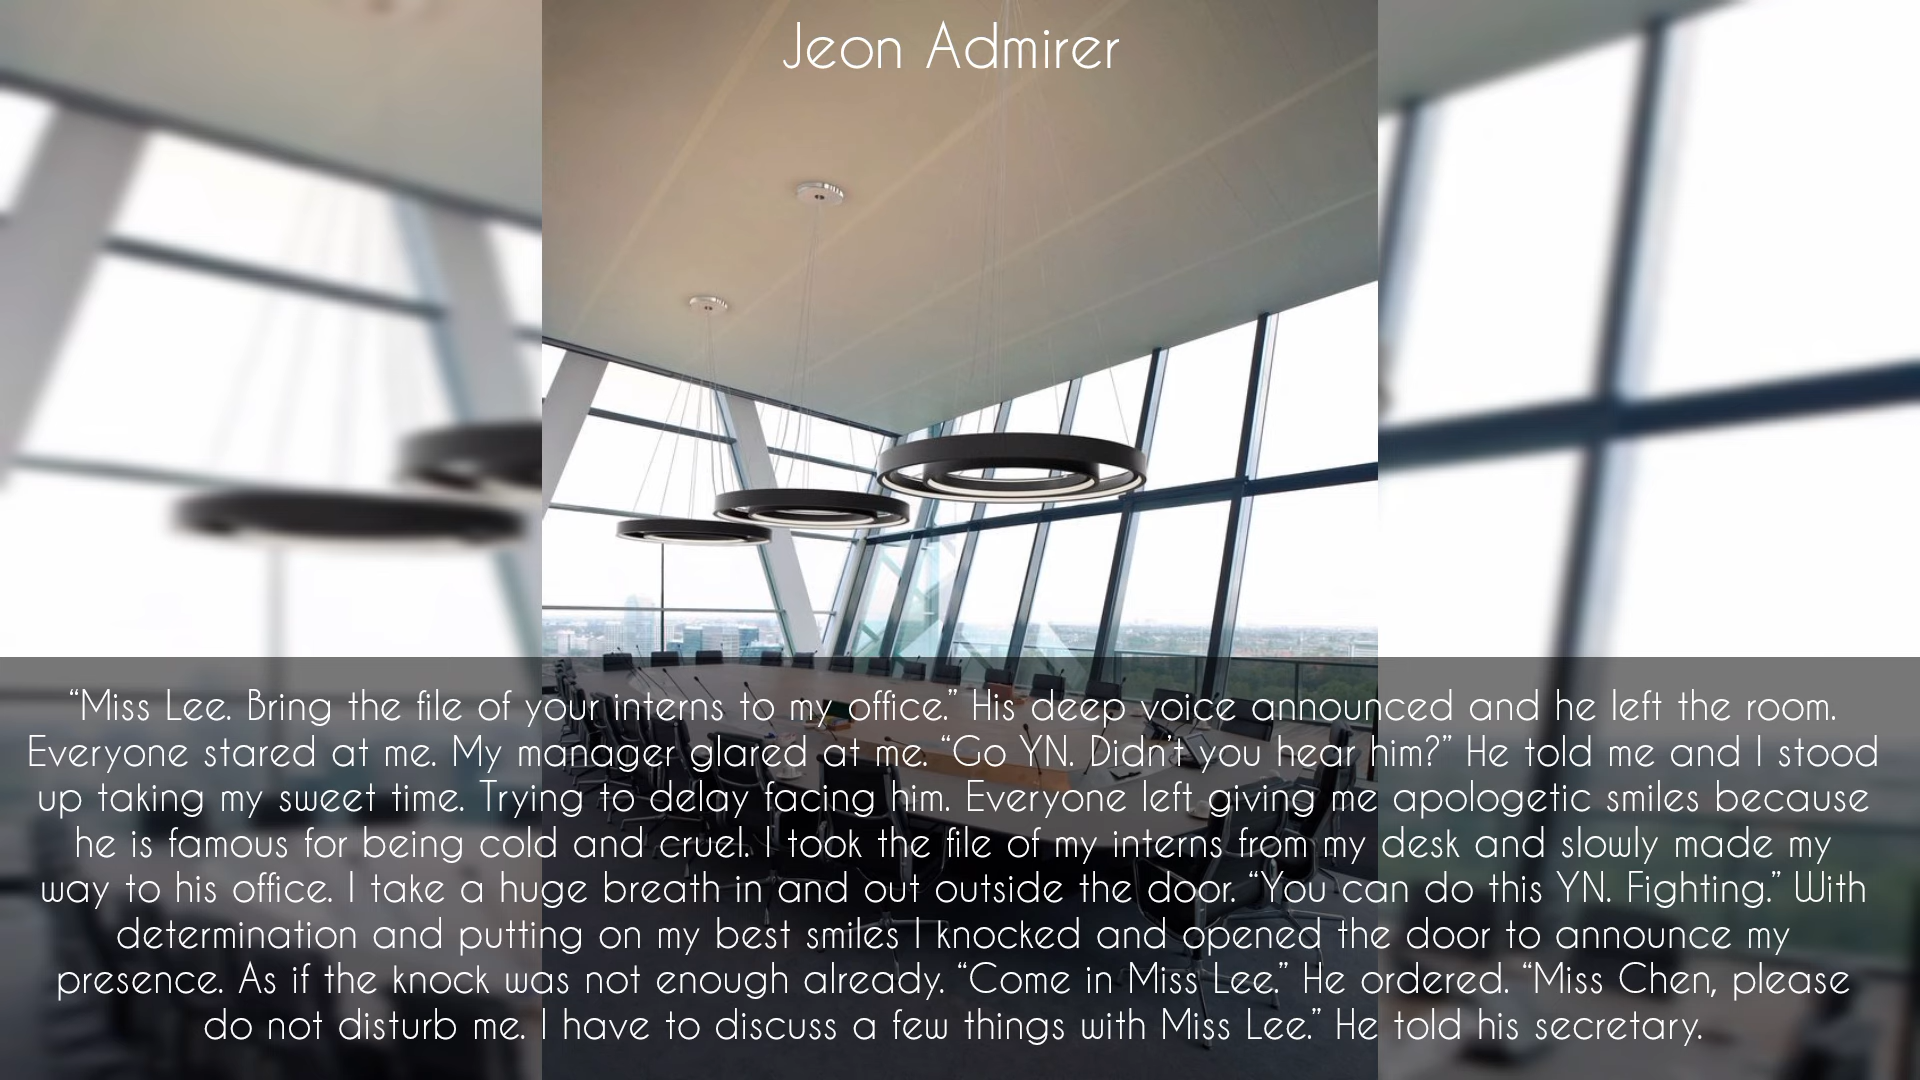 Jeon Admirer
“Miss Lee. Bring the file of your interns to my office.” His deep voice announced and he left the room.
Everyone stared at me. My manager glared at me. “Go YN. Didn’t you hear him?” He told me and I stood
up taking my sweet time. Trying to delay facing him. Everyone left giving me apologetic smiles because
he is famous for being cold and cruel. I took the file of my interns from my desk and slowly made my
way to his office. I take a huge breath in and out outside the door. “You can do this YN. Fighting.” With
determination and putting on my best smiles I knocked and opened the door to announce my
presence. As if the knock was not enough already. “Come in Miss Lee.” He ordered. “Miss Chen, please
do not disturb me. I have to discuss a few things with Miss Lee.” He told his secretary.